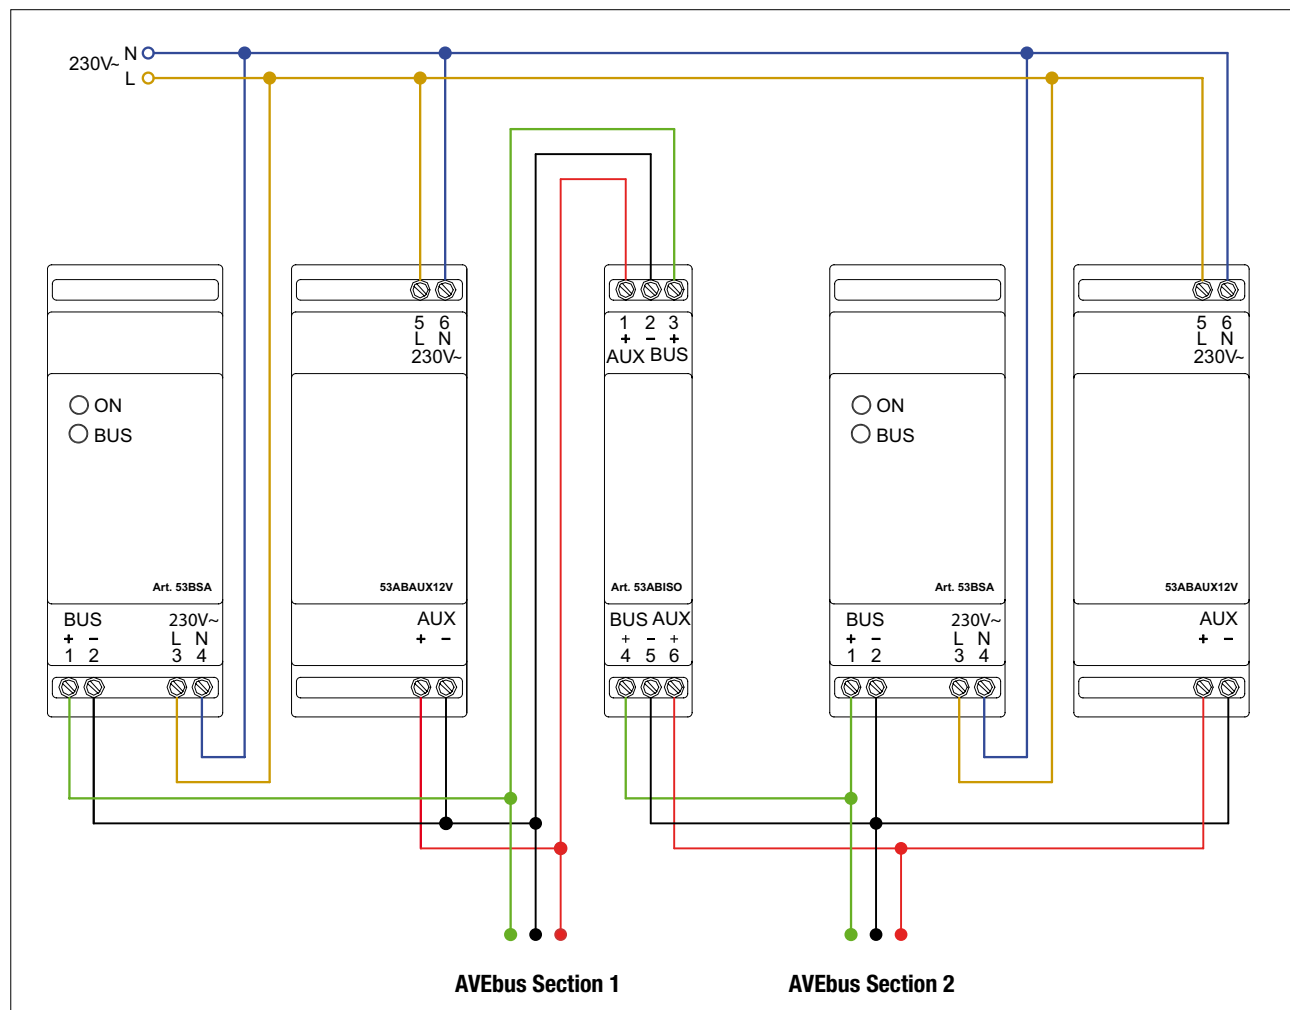 N
230V~
L
ON
BUS
Art. 53BSA
BUS 230V~
+ – L N
1 2 3 4
5 6
L N
230V~
53ABAUX12V
AUX
+ –
1 2 3
+ – +
AUX BUS
Art. 53ABISO
BUS AUX
+ – +
4 5 6
ON
BUS
Art. 53BSA
BUS 230V~
+ – L N
1 2 3 4
5 6
L N
230V~
53ABAUX12V
AUX
+ –
AVEbus Section 1
AVEbus Section 2